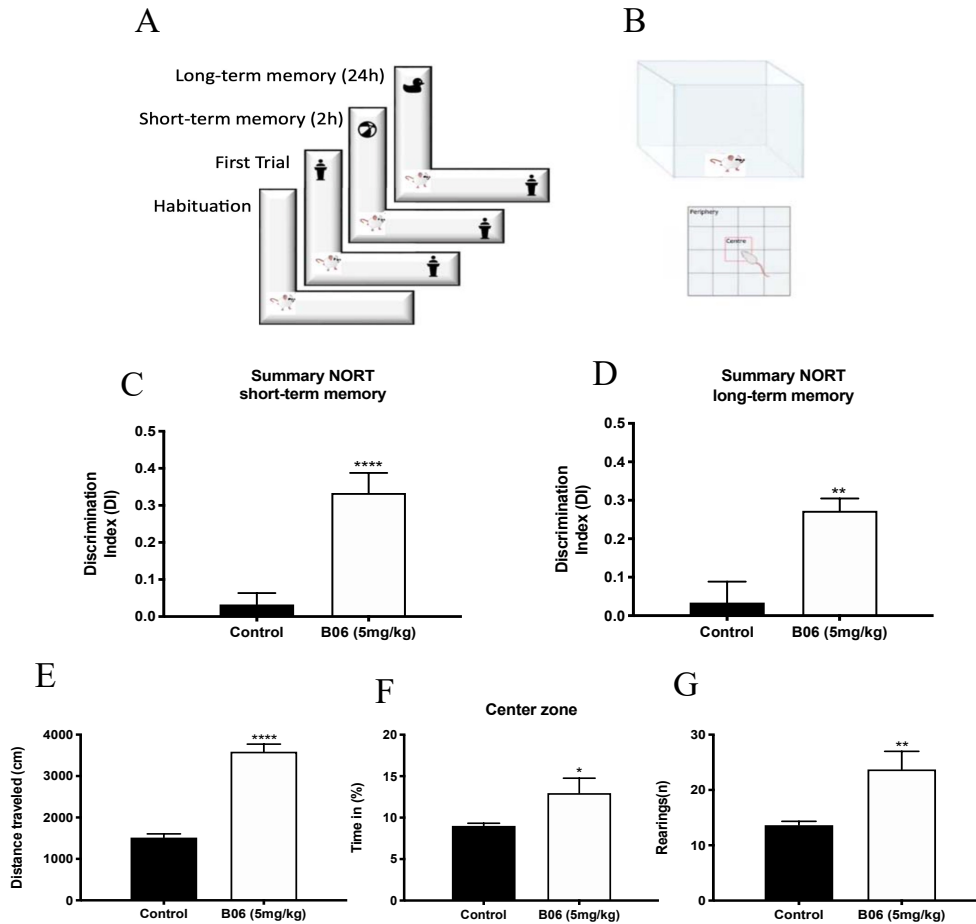 A
Long-term memory (24h)
Short-term memory (2h)
First Trial
Habituation
B
Periphery
Centre
C
Summary NORT
short-term memory
Discrimination
Index (DI)
0.5
0.4
0.3
0.2
0.1
0.0
****
Control
B06 (5mg/kg)
D
Summary NORT
long-term memory
Discrimination
Index (DI)
0.5
0.4
0.3
0.2
0.1
0.0
**
Control
B06 (5mg/kg)
E
Distance traveled (cm)
4000
3000
2000
1000
0
****
Control
B06 (5mg/kg)
F
Center zone
Time in (%)
20
15
10
5
0
*
Control
B06 (5mg/kg)
G
Rearings(n)
30
20
10
0
**
Control
B06 (5mg/kg)